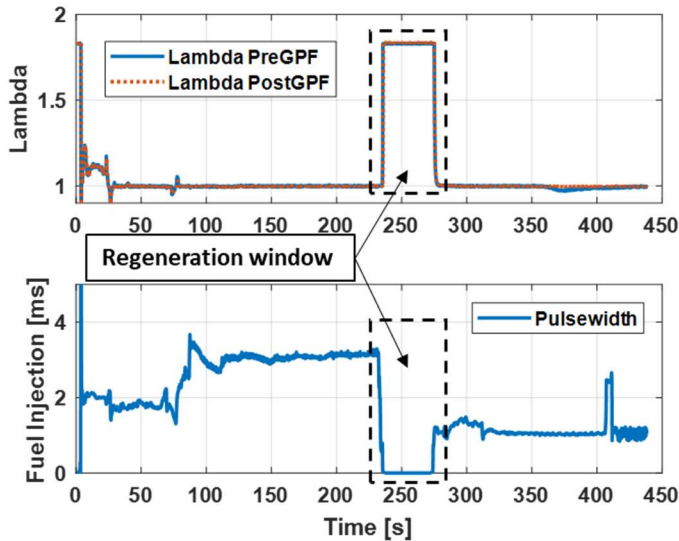 2
1.5
1
Lambda
Lambda PreGPF
Lambda PostGPF
0 50 100 150 200 250 300 350 400 450
Regeneration window
4
2
0
Fuel Injection [ms]
Pulsewidth
0 50 100 150 200 250 300 350 400 450
Time [s]